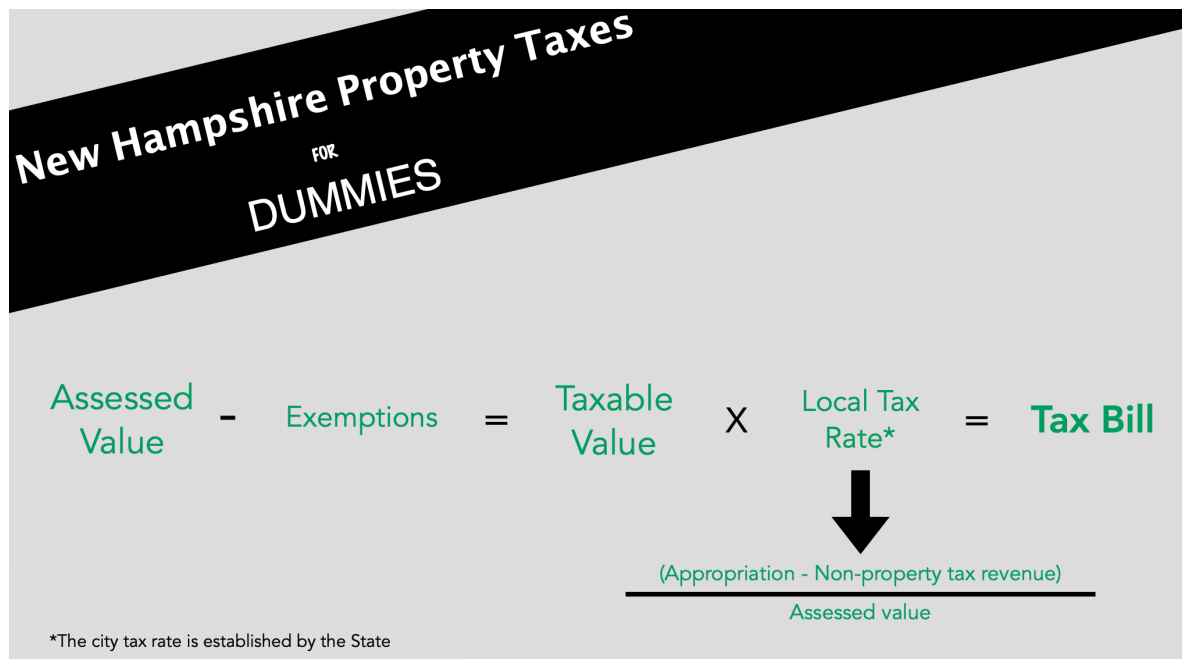 New Hampshire Property Taxes
FOR
DUMMIES
Assessed
Value
-
Exemptions
=
Taxable
Value
X
Local Tax
Rate*
=
Tax Bill
(Appropriation - Non-property tax revenue)
Assessed value
*The city tax rate is established by the State